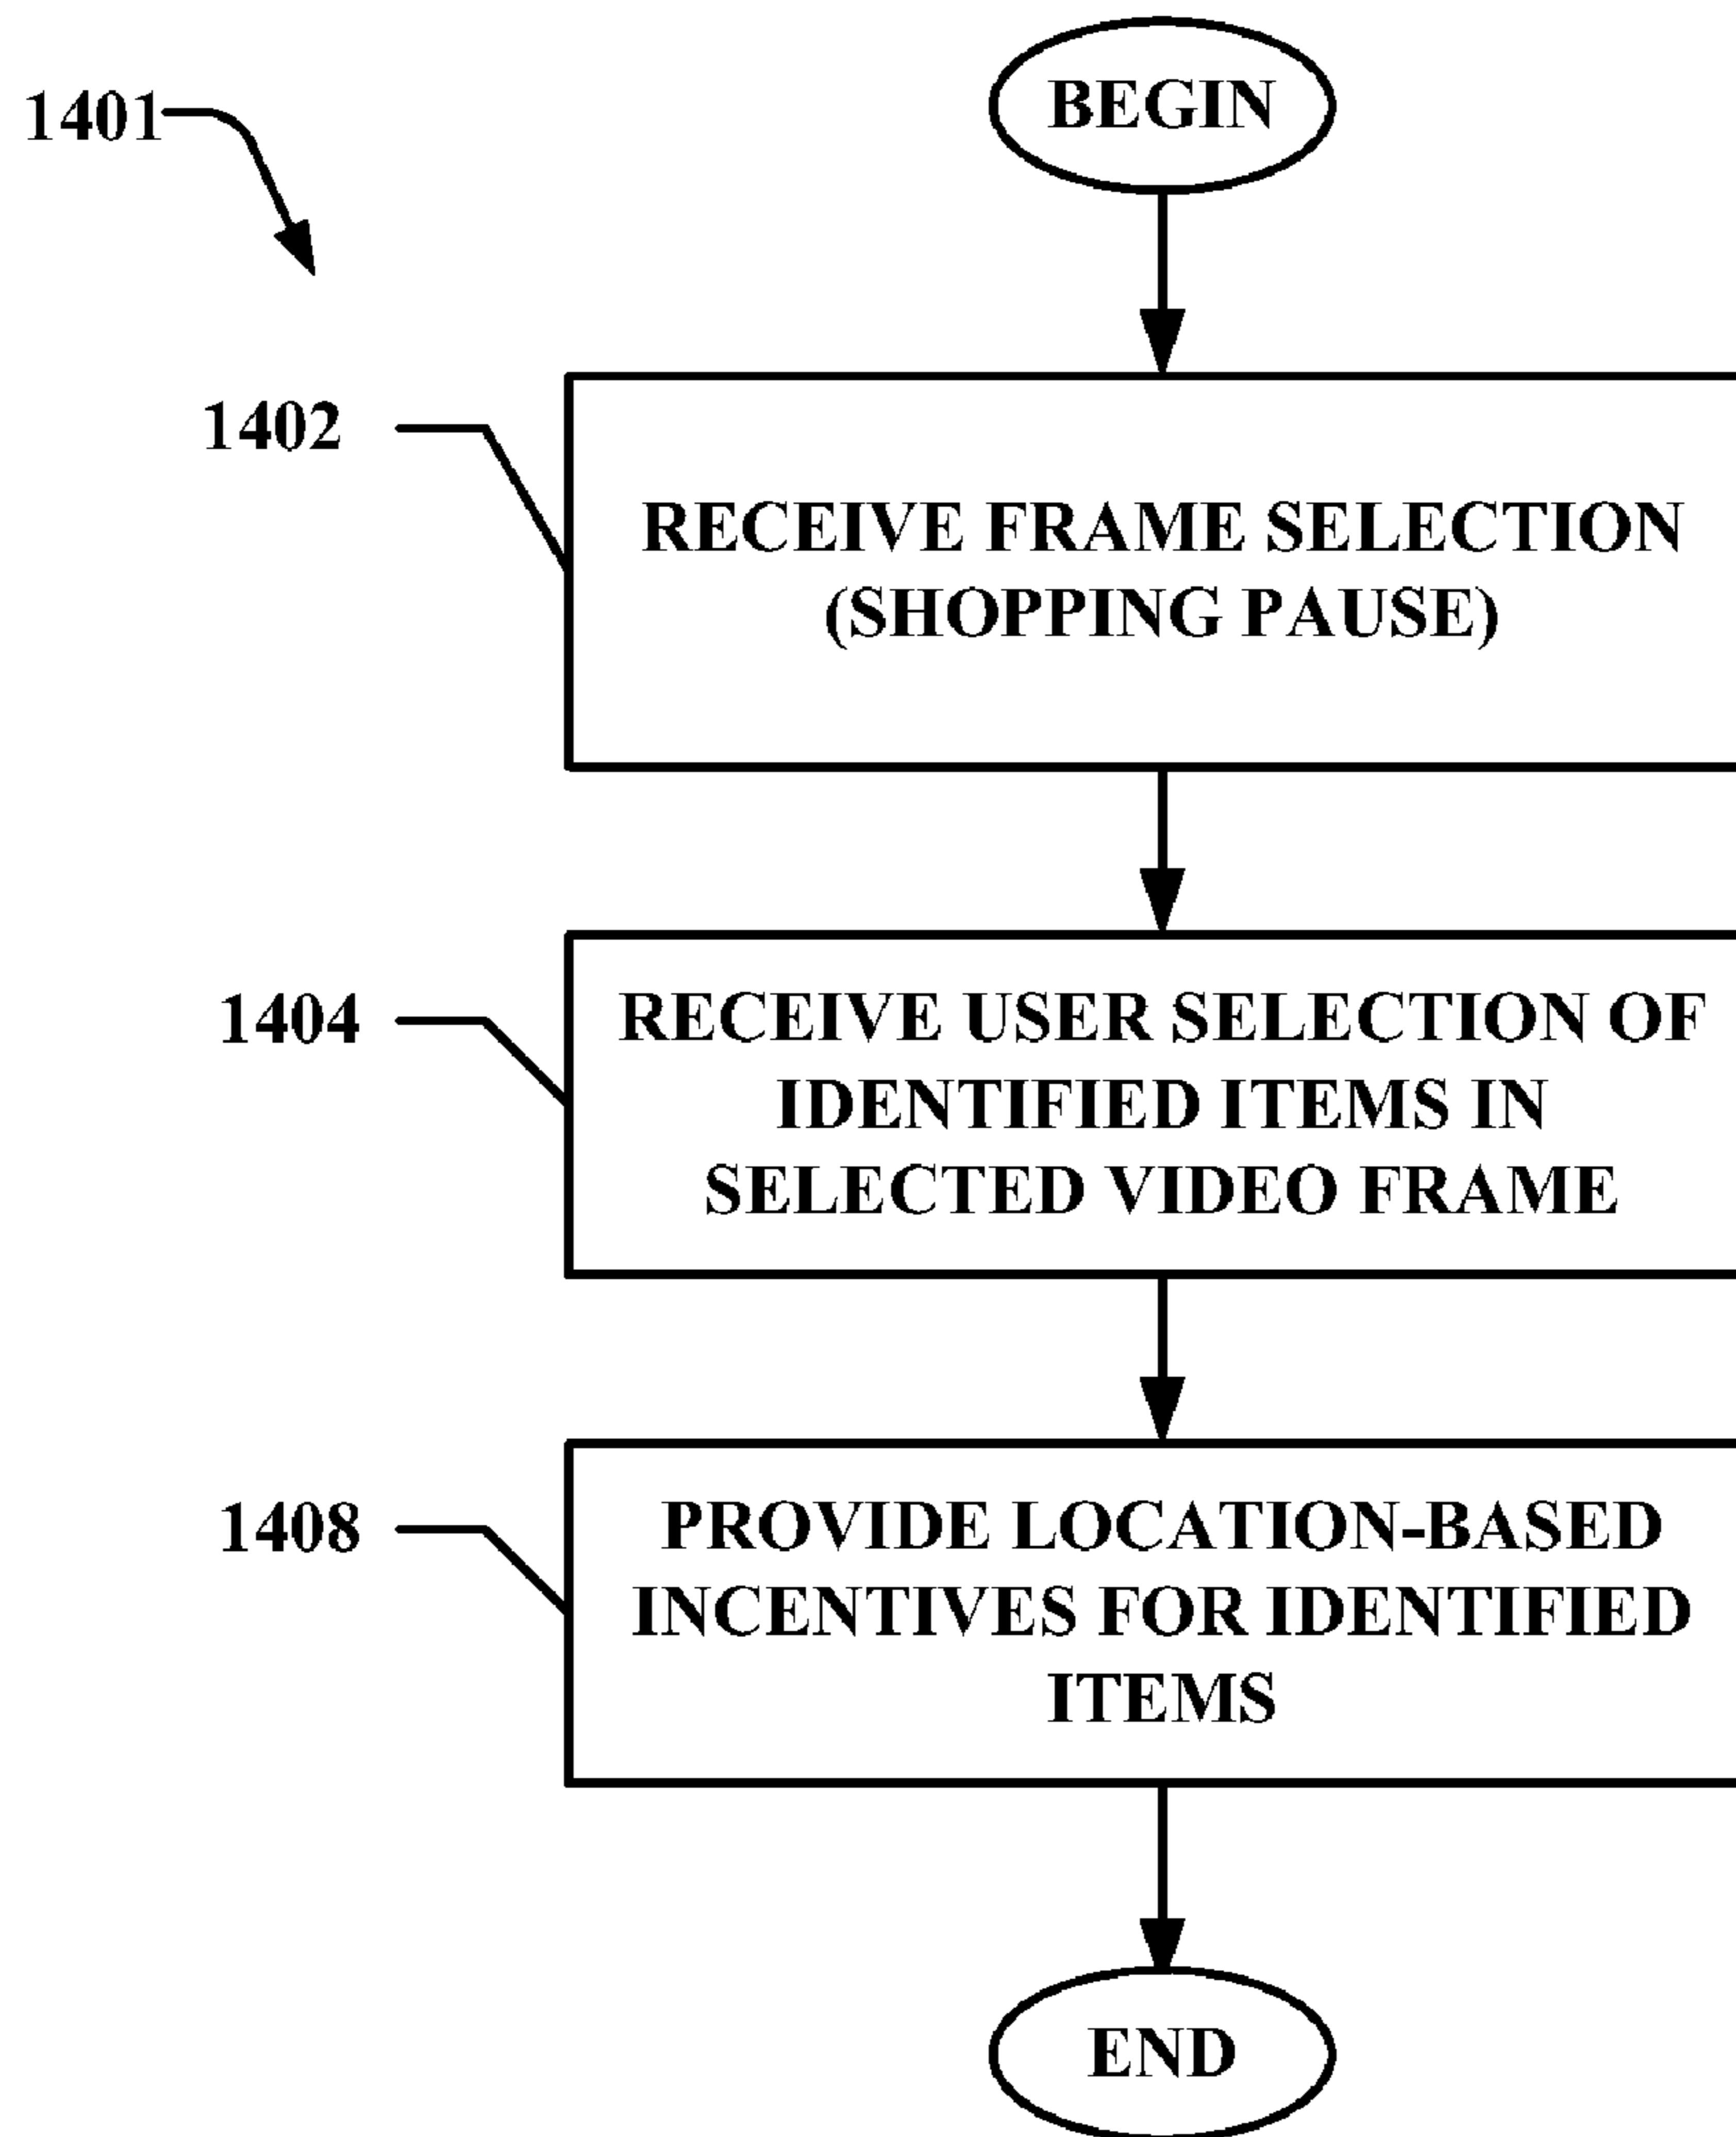 1401
BEGIN
1402
RECEIVE FRAME SELECTION
(SHOPPING PAUSE)
1404
RECEIVE USER SELECTION OF
IDENTIFIED ITEMS IN
SELECTED VIDEO FRAME
1408
PROVIDE LOCATION-BASED
INCENTIVES FOR IDENTIFIED
ITEMS
END